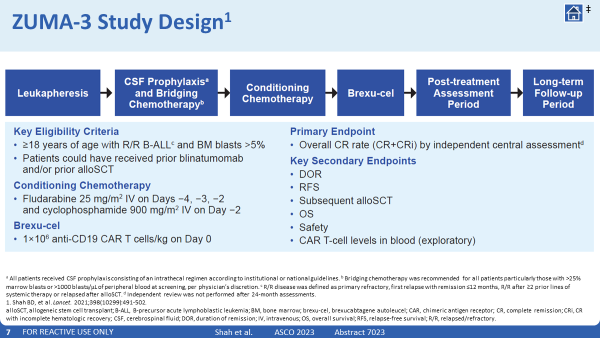 ZUMA-3 Study Design1
‡
Leukapheresis
CSF Prophylaxisa
and Bridging
Chemotherapyb
Conditioning
Chemotherapy
Brexu-cel
Post-treatment
Assessment
Period
Long-term
Follow-up
Period
Key Eligibility Criteria
• ≥18 years of age with R/R B-ALLc and BM blasts >5%
• Patients could have received prior blinatumomab
and/or prior alloSCT
Conditioning Chemotherapy
• Fludarabine 25 mg/m2 IV on Days −4, −3, −2
and cyclophosphamide 900 mg/m2 IV on Day −2
Brexu-cel
• 1×106 anti-CD19 CAR T cells/kg on Day 0
Primary Endpoint
• Overall CR rate (CR+CRi) by independent central assessmentd
Key Secondary Endpoints
• DOR
• RFS
• Subsequent alloSCT
• OS
• Safety
• CAR T-cell levels in blood (exploratory)
a All patients received CSF prophylaxis consisting of an intrathecal regimen according to institutional or national guidelines. b Bridging chemotherapy was recommended for all patients particularly those with >25%
marrow blasts or >1000 blasts/μL of peripheral blood at screening, per physician's discretion. c R/R disease was defined as primary refractory, first relapse with remission ≤12 months, R/R after ≥2 prior lines of
systemic therapy or relapsed after alloSCT. d Independent review was not performed after 24-month assessments.
1. Shah BD, et al. Lancet. 2021;398(10299):491-502.
alloSCT, allogeneic stem cell transplant; B-ALL, B-precursor acute lymphoblastic leukemia; BM, bone marrow; brexu-cel, brexucabtagene autoleucel; CAR, chimeric antigen receptor; CR, complete remission; CRi, CR
with incomplete hematologic recovery; CSF, cerebrospinal fluid; DOR, duration of remission; IV, intravenous; OS, overall survival; RFS, relapse-free survival; R/R, relapsed/refractory.
7 FOR REACTIVE USE ONLY Shah et al. ASCO 2023 Abstract 7023